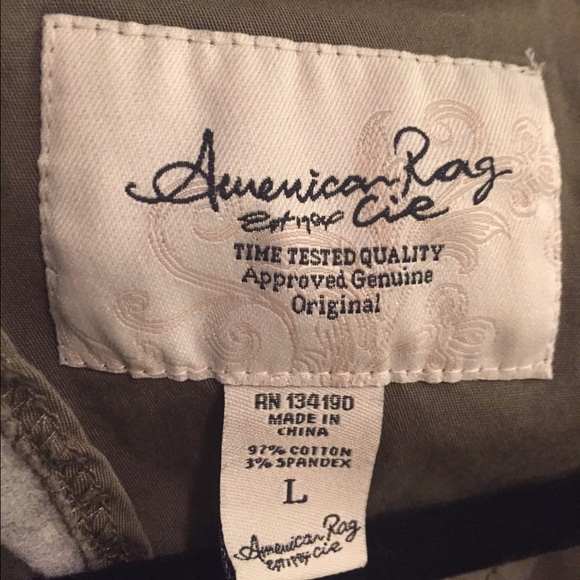 American Rag
Est 1984 Cie
TIME TESTED QUALITY
Approved Genuine
Original
RN 134190
MADE IN
CHINA
97% COTTON
3% SPANDEX
L
American Rag
Est 1984 Cie